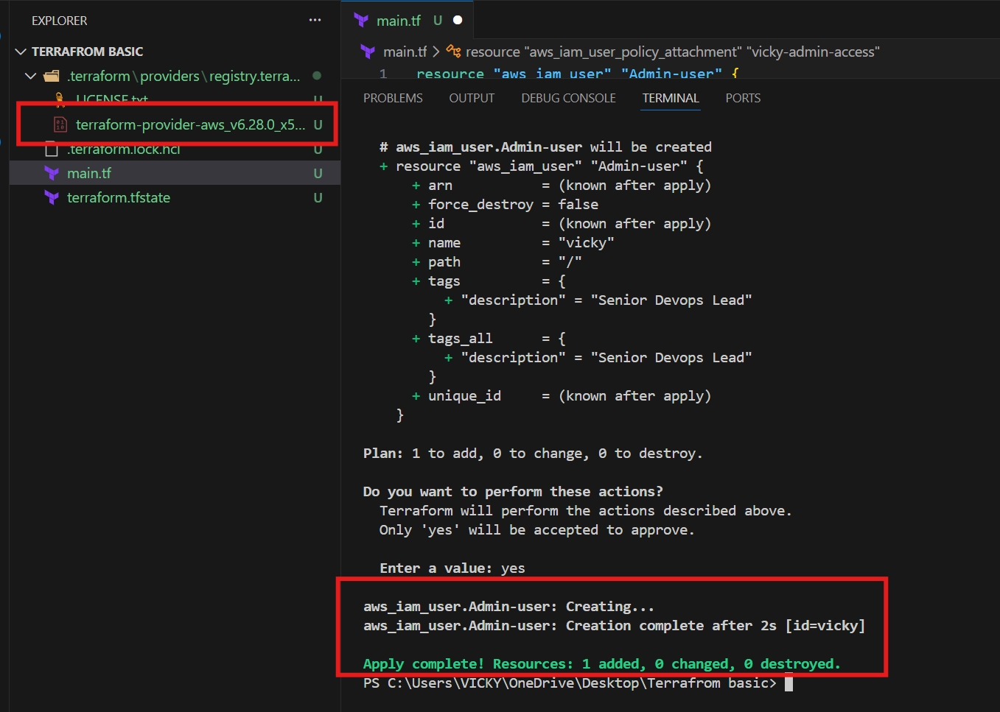 EXPLORER
TERRAFROM BASIC
.terraform\providers\registry.terra...
LICENSE.txt U
terraform-provider-aws_v6.28.0_x5... U
.terraform.lock.hcl U
main.tf U
terraform.tfstate U
main.tf U
main.tf > resource "aws_iam_user_policy_attachment" "vicky-admin-access"
1 resource "aws_iam_user" "Admin-user" {
PROBLEMS OUTPUT DEBUG CONSOLE TERMINAL PORTS
# aws_iam_user.Admin-user will be created
+ resource "aws_iam_user" "Admin-user" {
+ arn = (known after apply)
+ force_destroy = false
+ id = (known after apply)
+ name = "vicky"
+ path = "/"
+ tags = {
+ "description" = "Senior Devops Lead"
}
+ tags_all = {
+ "description" = "Senior Devops Lead"
}
+ unique_id = (known after apply)
}
Plan: 1 to add, 0 to change, 0 to destroy.
Do you want to perform these actions?
Terraform will perform the actions described above.
Only 'yes' will be accepted to approve.
Enter a value: yes
aws_iam_user.Admin-user: Creating...
aws_iam_user.Admin-user: Creation complete after 2s [id=vicky]
Apply complete! Resources: 1 added, 0 changed, 0 destroyed.
PS C:\Users\VICKY\OneDrive\Desktop\Terrafrom basic>